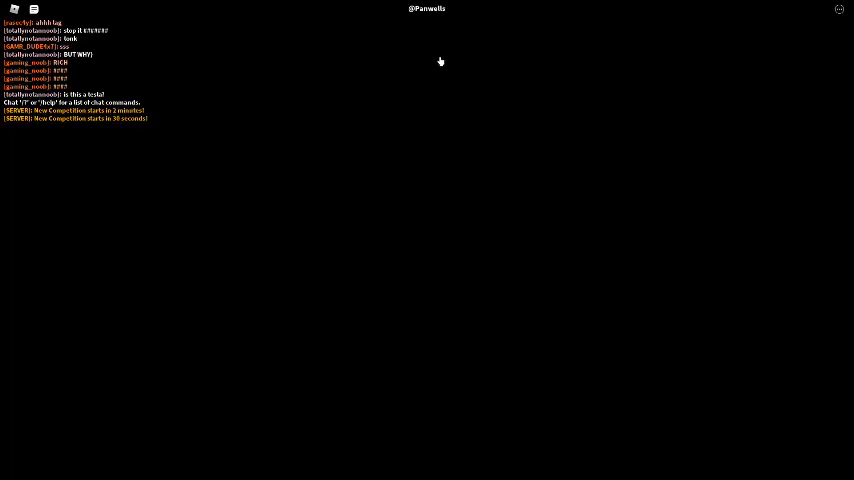 @Panwells
[rasec4y]: ahhh lag
[totallynotannoob]: stop it #######
[totallynotannoob]: tonk
[GAMR_DUDE4x7]: sss
[totallynotannoob]: BUT WHY}
[gaming_noob]: RICH
[gaming_noob]: ####
[gaming_noob]: ####
[gaming_noob]: ####
[totallynotannoob]: is this a tesla!
Chat '/?' or '/help' for a list of chat commands.
[SERVER]: New Competition starts in 2 minutes!
[SERVER]: New Competition starts in 30 seconds!